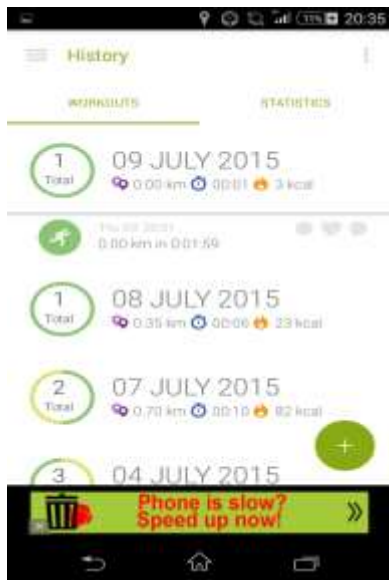 20:35
History
WORKOUTS
STATISTICS
1
Total
09 JULY 2015
0.00 km 00:01 3 kcal
0.00 km in 0:01:59
1
Total
08 JULY 2015
0.35 km 00:06 23 kcal
2
Total
07 JULY 2015
0.70 km 00:10 82 kcal
+
3
04 JULY 2015
Phone is slow?
Speed up now!